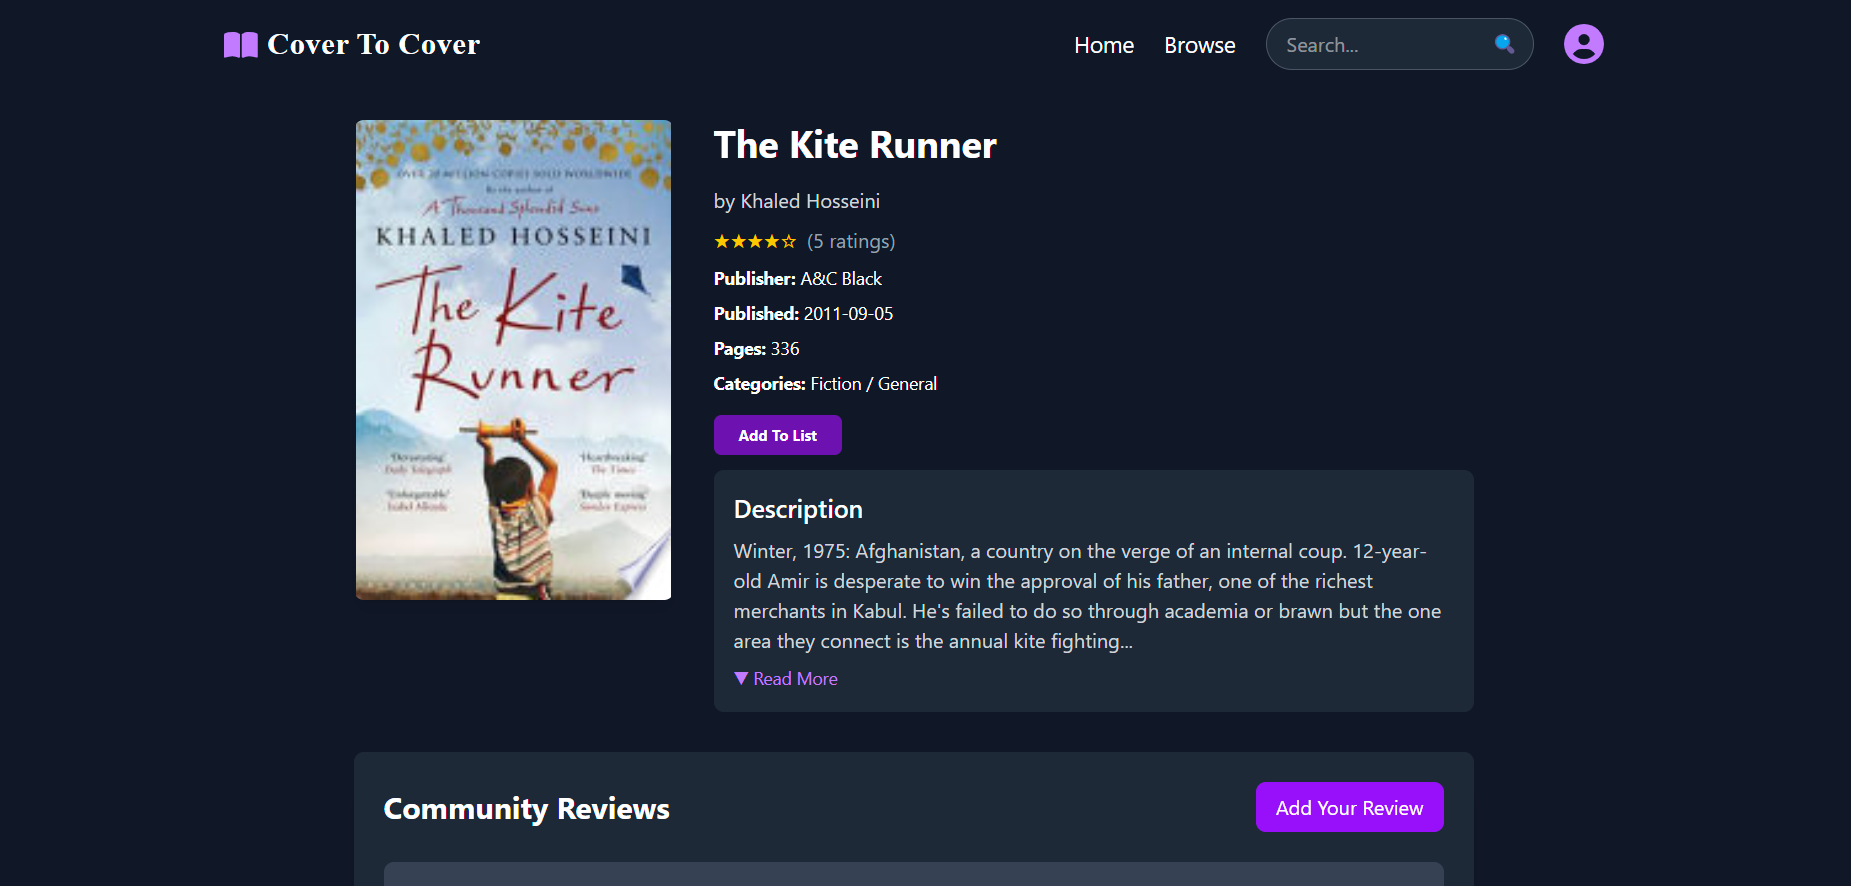 Cover To Cover
Home
Browse
Search...
OVER 20 MILLION COPIES SOLD WORLDWIDE
By the author of
A Thousand Splendid Suns
KHALED HOSSEINI
The Kite
Runner
'Devastating'
Daily Telegraph
'Heartbreaking'
The Times
'Unforgettable'
Isabel Allende
'Deeply moving'
Sunday Express
The Kite Runner
by Khaled Hosseini
★★★★☆ (5 ratings)
Publisher: A&C Black
Published: 2011-09-05
Pages: 336
Categories: Fiction / General
Add To List
Description
Winter, 1975: Afghanistan, a country on the verge of an internal coup. 12-year-
old Amir is desperate to win the approval of his father, one of the richest
merchants in Kabul. He's failed to do so through academia or brawn but the one
area they connect is the annual kite fighting...
▼ Read More
Community Reviews
Add Your Review